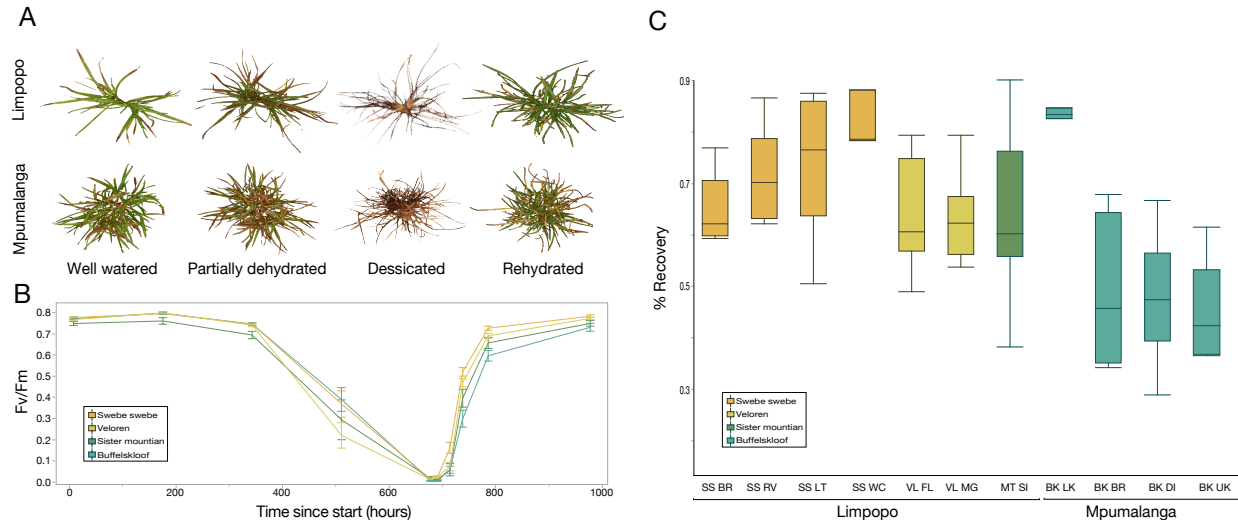 A
Limpopo
Mpumalanga
Well watered
Partially dehydrated
Dessicated
Rehydrated
B
Fv/Fm
0.8
0.7
0.6
0.5
0.4
0.3
0.2
0.1
0.0
Swebe swebe
Veloren
Sister mountian
Buffelskloof
0
200
400
600
800
1000
Time since start (hours)
C
% Recovery
0.9
0.7
0.5
0.3
Swebe swebe
Veloren
Sister mountian
Buffelskloof
SS BR
SS RV
SS LT
SS WC
VL FL
VL MG
MT SI
BK LK
BK BR
BK DI
BK UK
Limpopo
Mpumalanga